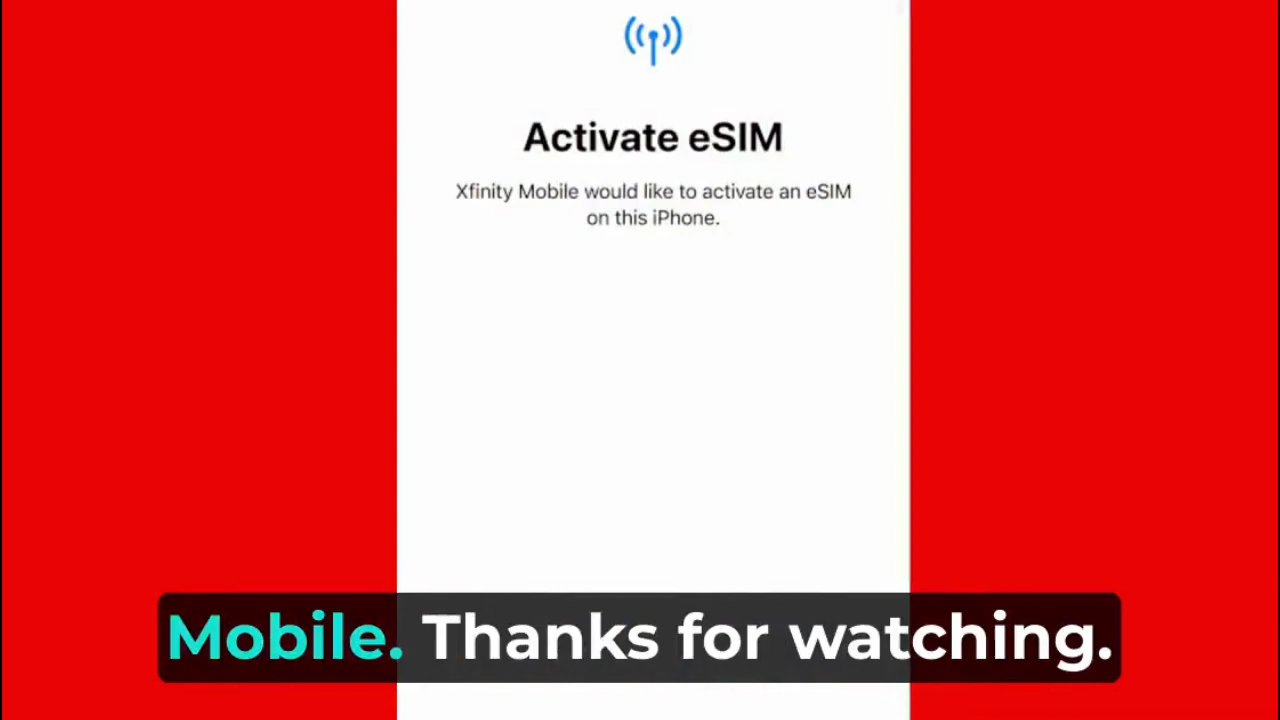 Activate eSIM
Xfinity Mobile would like to activate an eSIM
on this iPhone.
Mobile. Thanks for watching.